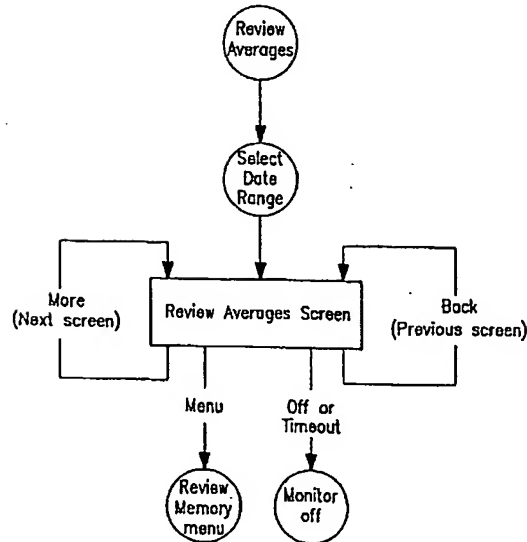 Review
Averages
Select
Date
Range
More
(Next screen)
Review Averages Screen
Back
(Previous screen)
Menu
Off or
Timeout
Review
Memory
menu
Monitor
off